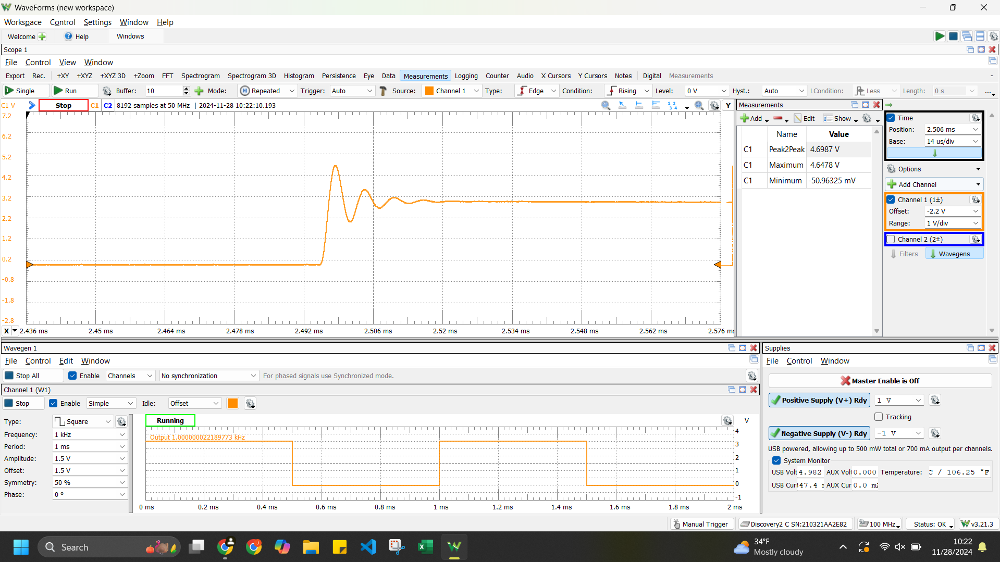 WaveForms (new workspace)
Workspace Control Settings Window Help
Welcome Help Windows
Scope 1
File Control View Window
Export Rec. +XY +XYZ +XYZ 3D +Zoom FFT Spectrogram Spectrogram 3D Histogram Persistence Eye Data Measurements Logging Counter Audio X Cursors Y Cursors Notes Digital Measurements -
Single Run Buffer: 10 Mode: Repeated Trigger: Auto Source: Channel 1 Type: Edge Condition: Rising Level: 0 V Hyst.: Auto LCondition: Less Length: 0 s ...
C1 V Stop C1 C2 8192 samples at 50 MHz | 2024-11-28 10:22:10.193 Y
7.2
6.2
5.2
4.2
3.2
2.2
1.2
0.2
-0.8
-1.8
-2.8
X 2.436 ms 2.45 ms 2.464 ms 2.478 ms 2.492 ms 2.506 ms 2.52 ms 2.534 ms 2.548 ms 2.562 ms 2.576 ms
Measurements
Add Edit Show
Name Value
C1 Peak2Peak 4.6987 V
C1 Maximum 4.6478 V
C1 Minimum -50.96325 mV
Time
Position: 2.506 ms
Base: 14 us/div
Options
Add Channel
Channel 1 (1±)
Offset: -2.2 V
Range: 1 V/div
Channel 2 (2±)
Filters Wavegens
Wavegen 1
File Control Edit Window
Stop All Enable Channels No synchronization For phased signals use Synchronized mode.
Channel 1 (W1)
Stop Enable Simple Idle: Offset
Type: Square
Frequency: 1 kHz
Period: 1 ms
Amplitude: 1.5 V
Offset: 1.5 V
Symmetry: 50 %
Phase: 0 º
Running V
Output 1.000000022189773 kHz
4
3
2
1
0
-1
0 ms 0.2 ms 0.4 ms 0.6 ms 0.8 ms 1 ms 1.2 ms 1.4 ms 1.6 ms 1.8 ms 2 ms
Supplies
File Control Window
Master Enable is Off
Positive Supply (V+) Rdy 1 V
Tracking
Negative Supply (V-) Rdy -1 V
USB powered, allowing up to 500 mW total or 700 mA output per channels.
System Monitor
USB Volt 4.982 AUX Volt 0.000 Temperature: C / 106.25 °F
USB Cur 47.4 AUX Cur 0.0 m
Manual Trigger Discovery2 C SN:210321AA2E82 100 MHz Status: OK v3.21.3
Search
34°F
Mostly cloudy
10:22
11/28/2024